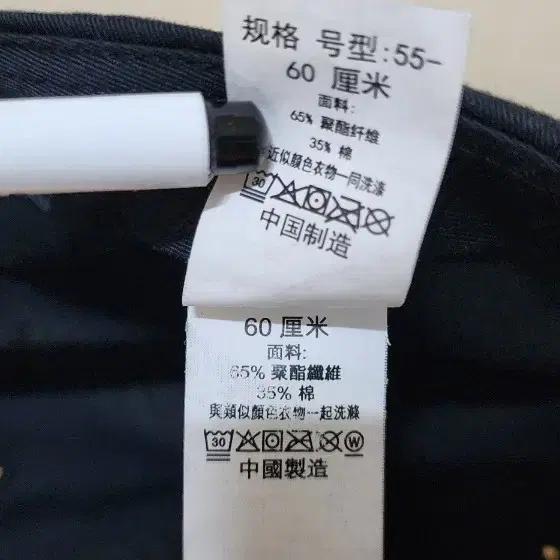 规格 号型:55-
60 厘米
面料:
65% 聚酯纤维
35% 棉
近似顏色衣物一同洗滌
30
中国制造
60 厘米
面料:
65% 聚酯纖維
35% 棉
與類似顏色衣物一起洗滌
30 W
中國製造